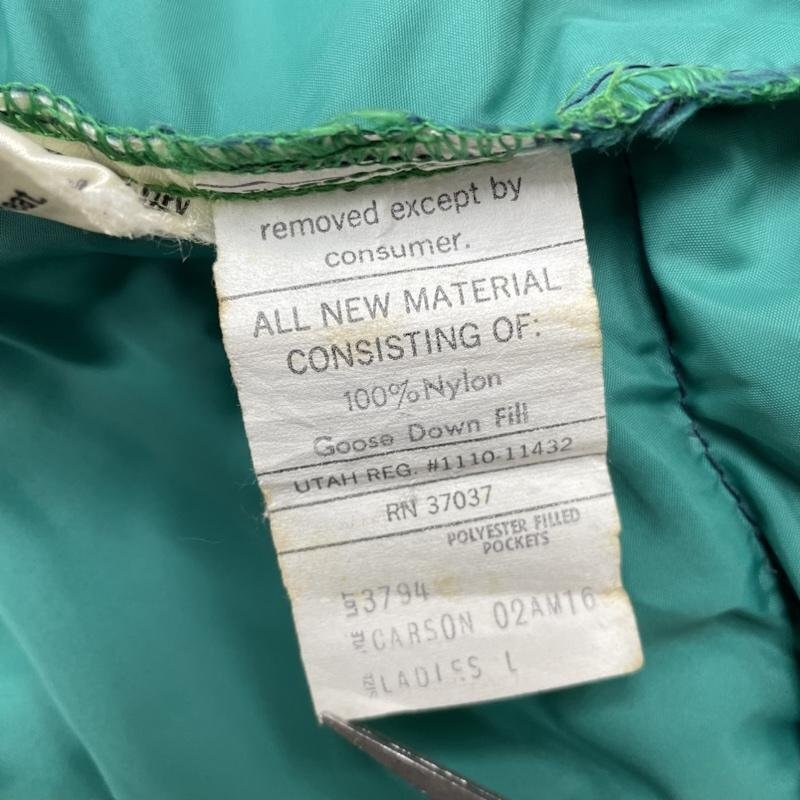 removed except by
consumer.
ALL NEW MATERIAL
CONSISTING OF:
100% Nylon
Goose Down Fill
UTAH REG. #1110-11432
RN 37037
POLYESTER FILLED
POCKETS
LOT 3794
CARSON 02AM16
SIZE LADIES L